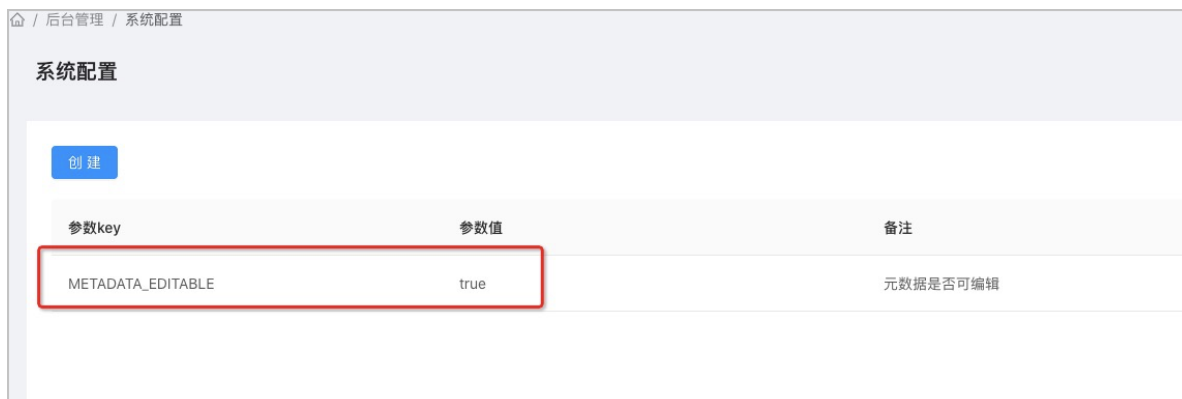 / 后台管理 / 系统配置
系统配置
创建
参数key 参数值 备注
METADATA_EDITABLE true 元数据是否可编辑